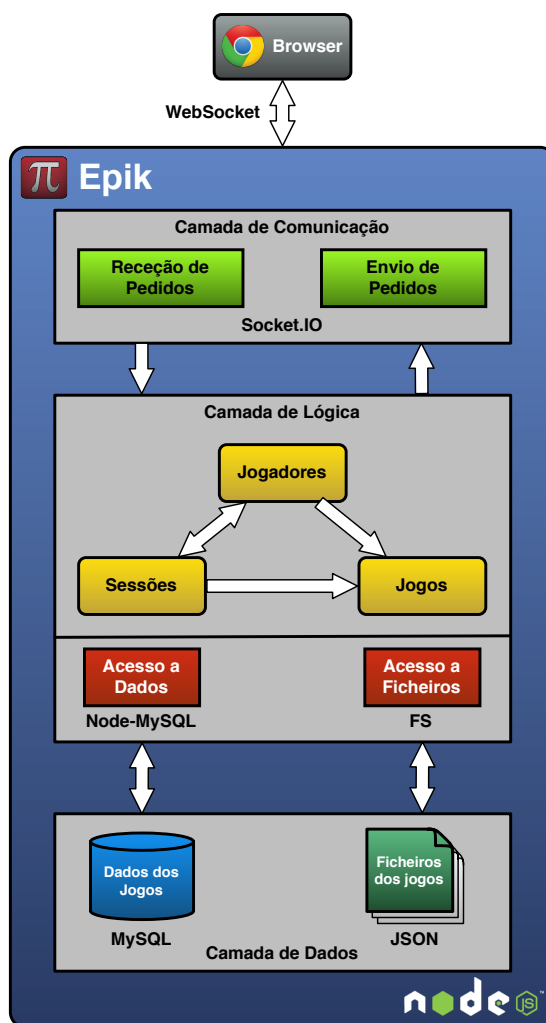 Browser
WebSocket
π Epik
Camada de Comunicação
Receção de
Pedidos
Envio de
Pedidos
Socket.IO
Camada de Lógica
Jogadores
Sessões
Jogos
Acesso a
Dados
Node-MySQL
Acesso a
Ficheiros
FS
Dados dos
Jogos
MySQL
Ficheiros
dos jogos
JSON
Camada de Dados
node JS™